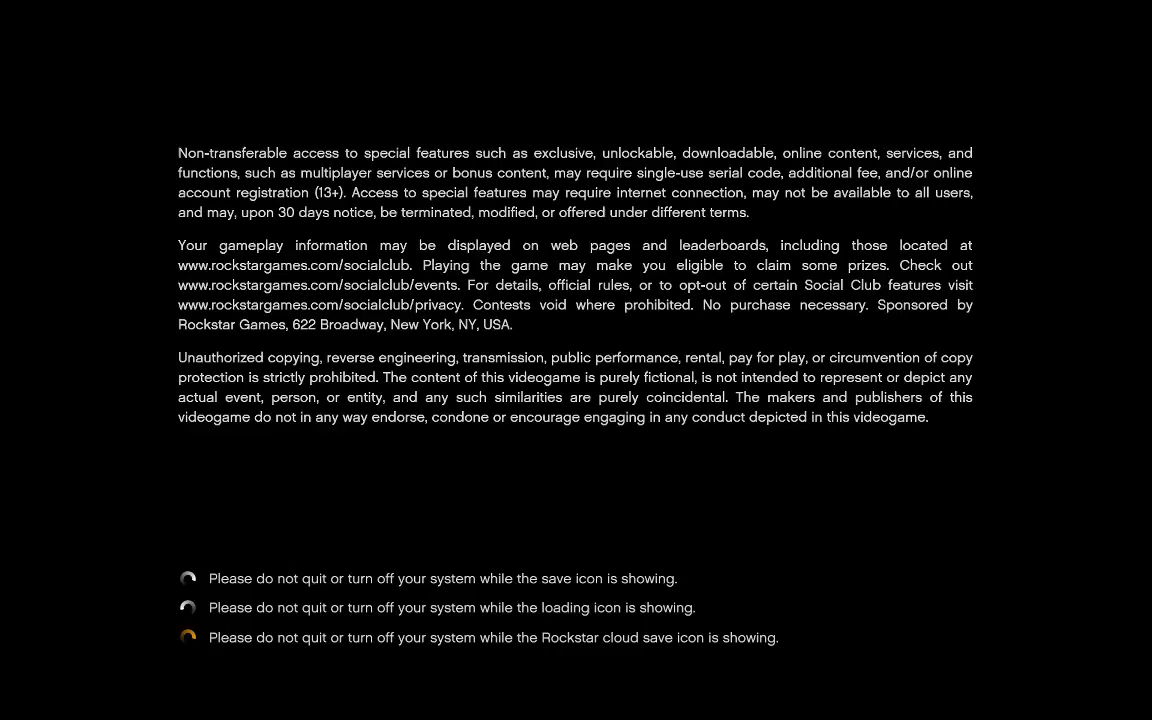 Non-transferable access to special features such as exclusive, unlockable, downloadable, online content, services, and
functions, such as multiplayer services or bonus content, may require single-use serial code, additional fee, and/or online
account registration (13+). Access to special features may require internet connection, may not be available to all users,
and may, upon 30 days notice, be terminated, modified, or offered under different terms.
Your gameplay information may be displayed on web pages and leaderboards, including those located at
www.rockstargames.com/socialclub. Playing the game may make you eligible to claim some prizes. Check out
www.rockstargames.com/socialclub/events. For details, official rules, or to opt-out of certain Social Club features visit
www.rockstargames.com/socialclub/privacy. Contests void where prohibited. No purchase necessary. Sponsored by
Rockstar Games, 622 Broadway, New York, NY, USA.
Unauthorized copying, reverse engineering, transmission, public performance, rental, pay for play, or circumvention of copy
protection is strictly prohibited. The content of this videogame is purely fictional, is not intended to represent or depict any
actual event, person, or entity, and any such similarities are purely coincidental. The makers and publishers of this
videogame do not in any way endorse, condone or encourage engaging in any conduct depicted in this videogame.
Please do not quit or turn off your system while the save icon is showing.
Please do not quit or turn off your system while the loading icon is showing.
Please do not quit or turn off your system while the Rockstar cloud save icon is showing.